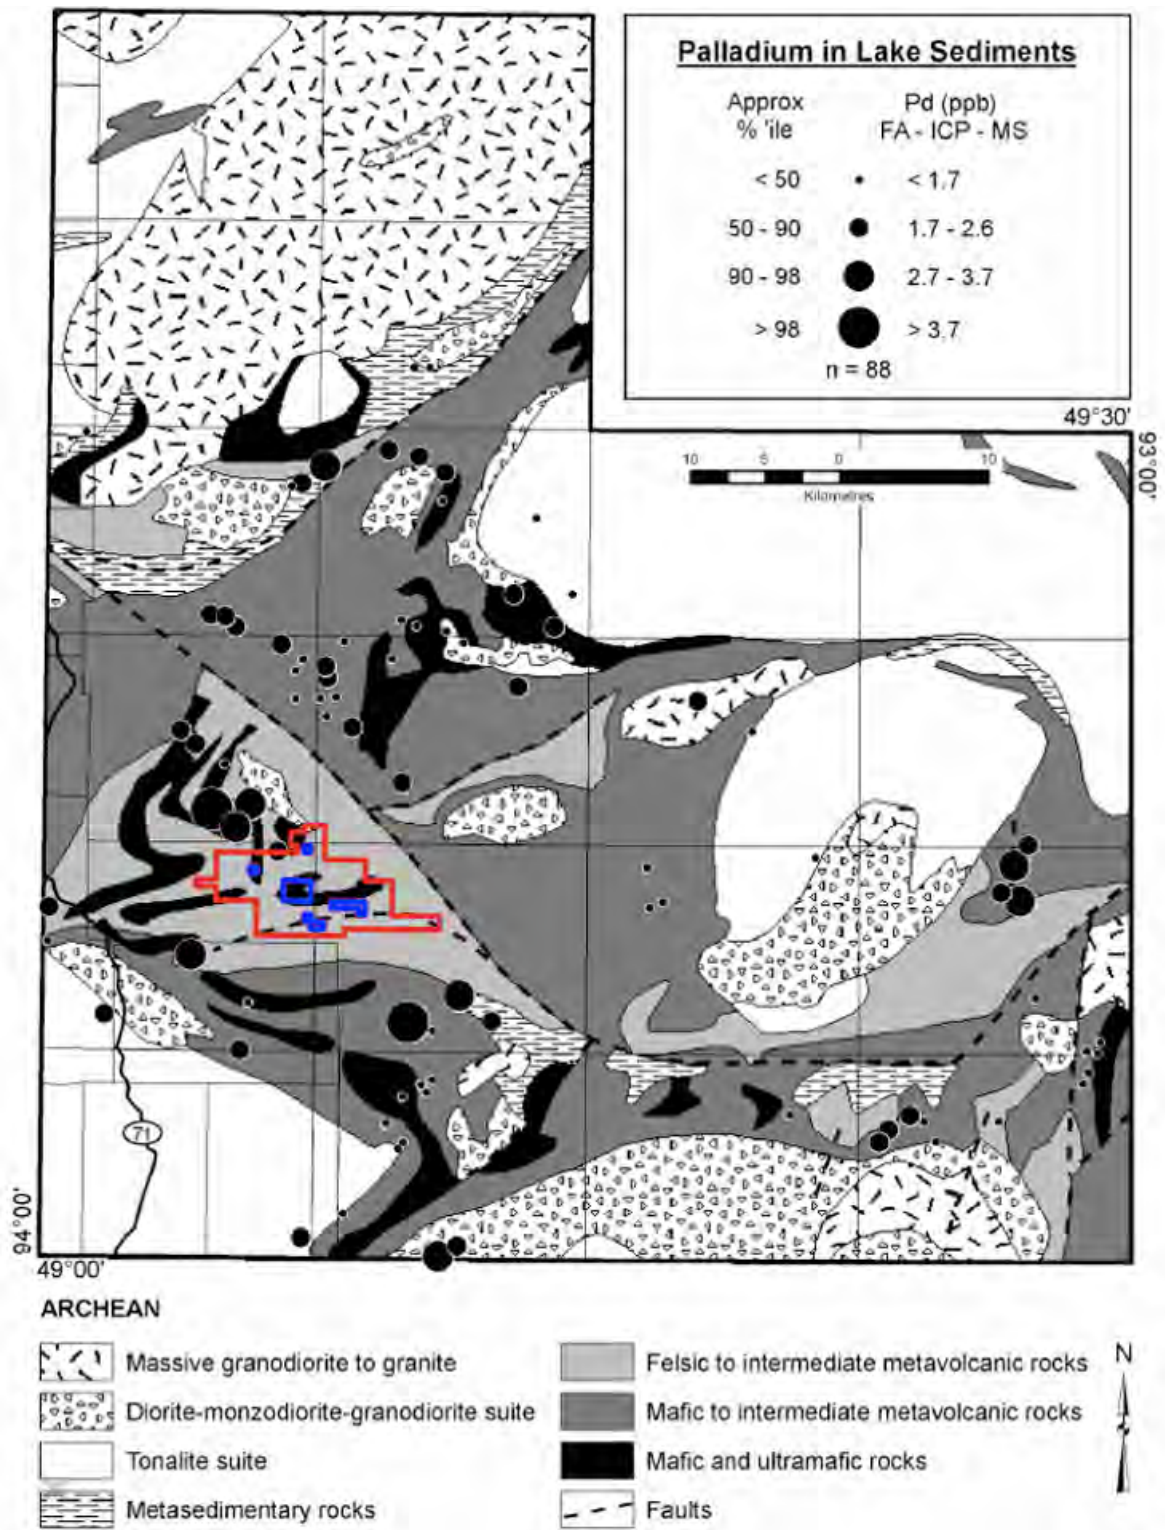 Palladium in Lake Sediments
Approx Pd (ppb)
% 'ile FA - ICP - MS
< 50 < 1.7
50 - 90 1.7 - 2.6
90 - 98 2.7 - 3.7
> 98 > 3.7
n = 88
49°30'
93°00'
10 5 0 10
Kilometres
71
94°00'
49°00'
ARCHEAN
Massive granodiorite to granite
Diorite-monzodiorite-granodiorite suite
Tonalite suite
Metasedimentary rocks
Felsic to intermediate metavolcanic rocks
Mafic to intermediate metavolcanic rocks
Mafic and ultramafic rocks
Faults
N